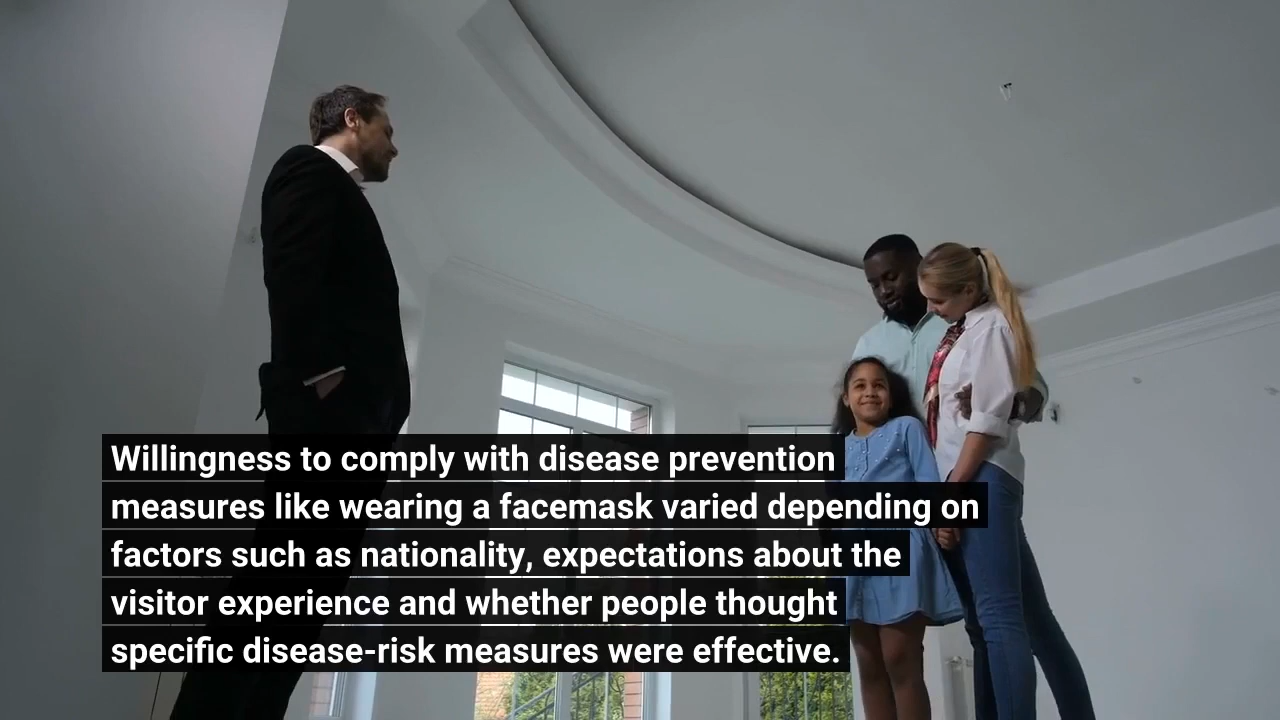 Willingness to comply with disease prevention
measures like wearing a facemask varied depending on
factors such as nationality, expectations about the
visitor experience and whether people thought
specific disease-risk measures were effective.